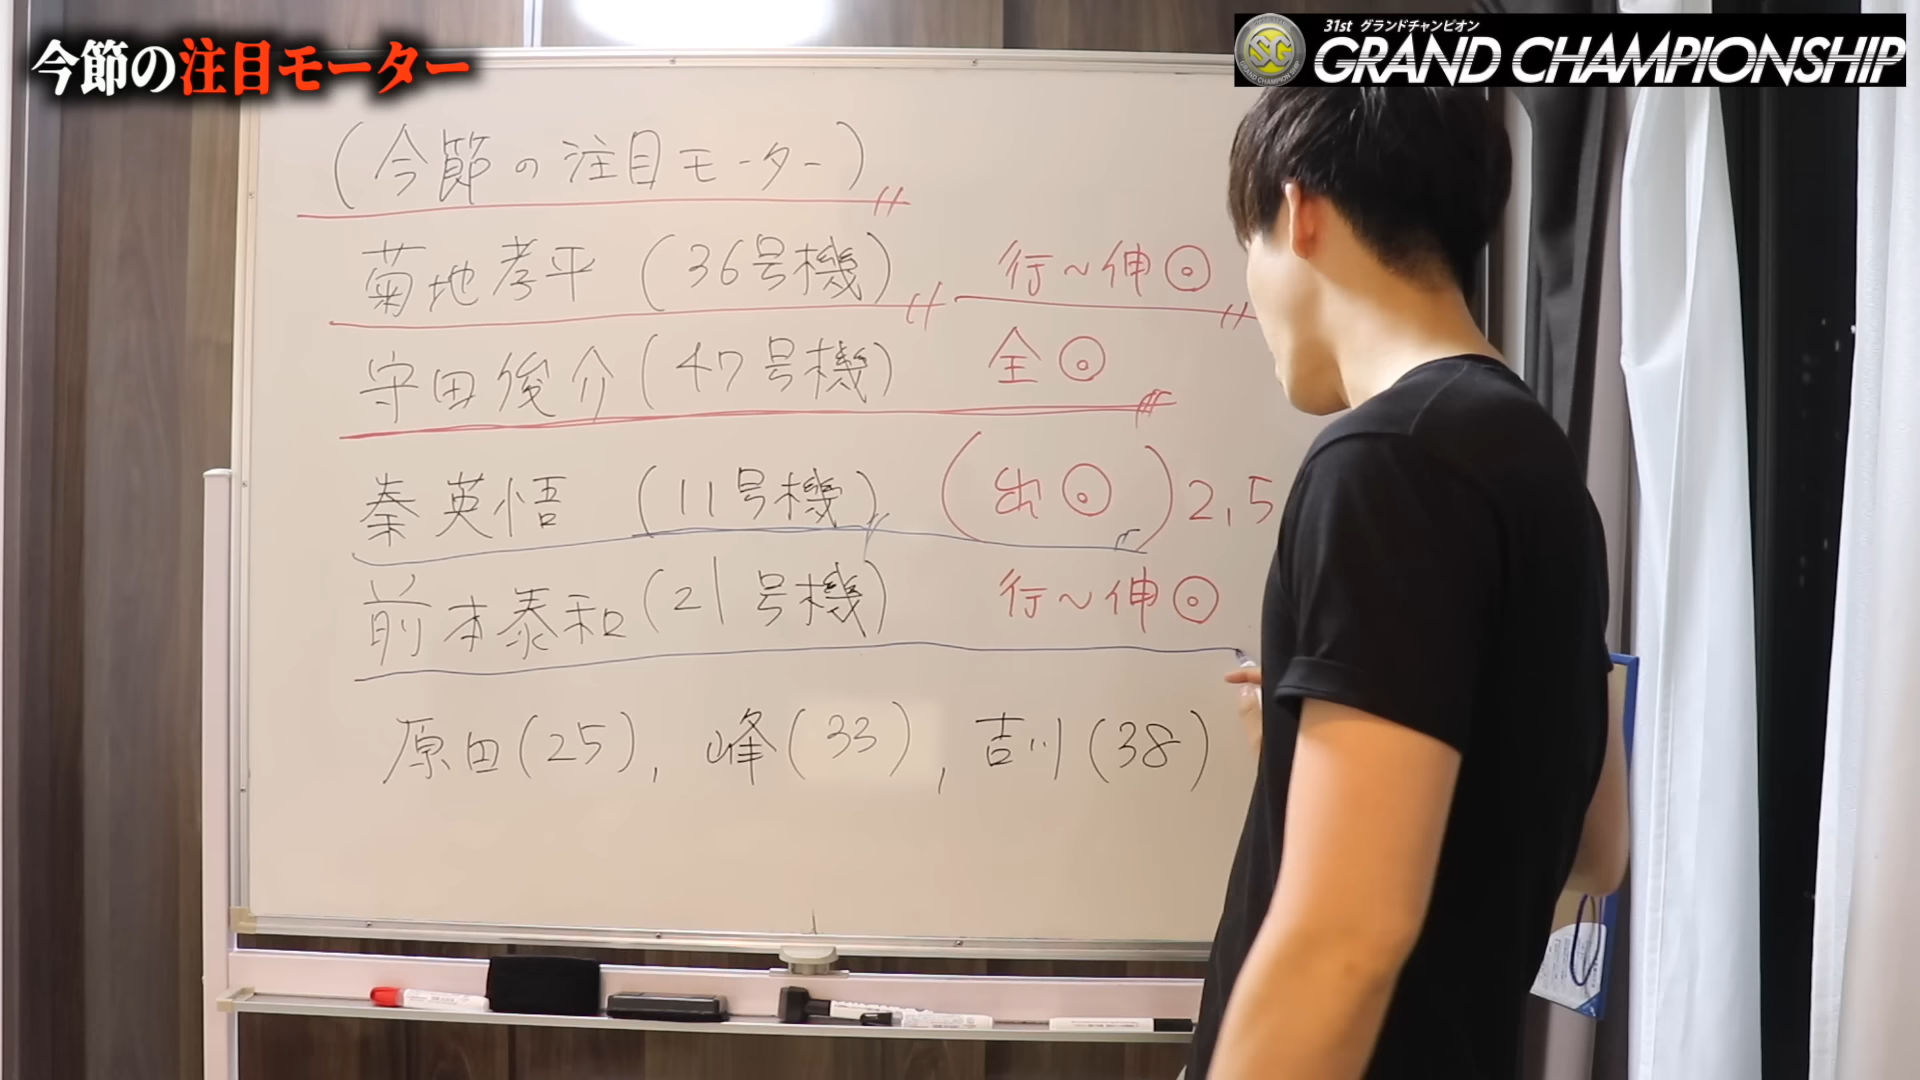 今節の注目モーター
31st グランドチャンピオン
SG GRAND CHAMPIONSHIP
(今節の注目モーター)
菊地孝平 (36号機) 行~伸◎
守田俊介 (47号機) 全◎
秦英悟 (11号機) (出◎) 2,5
前本泰和 (21号機) 行~伸◎
原田(25), 峰(33), 吉川(38)